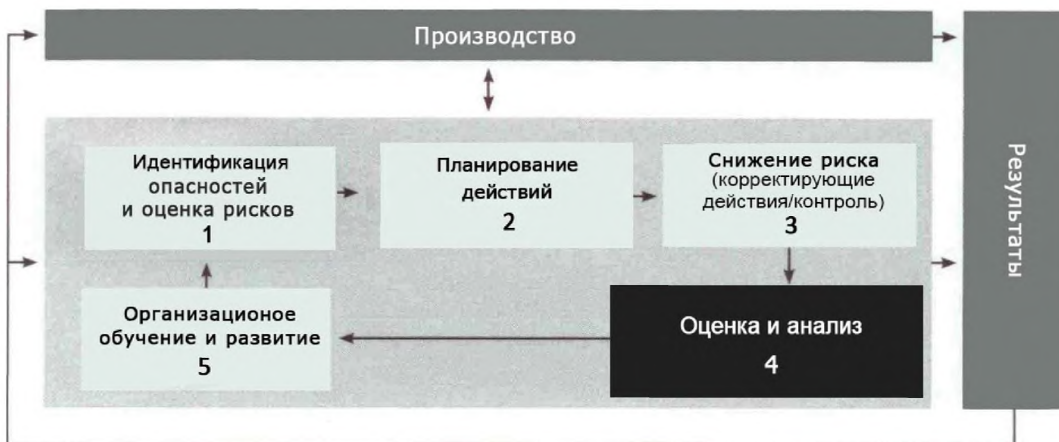 Производство
Идентификация
опасностей
и оценка рисков
1
Планирование
действий
2
Снижение риска
(корректирующие
действия/контроль)
3
Оценка и анализ
4
Организационое
обучение и развитие
5
Результаты